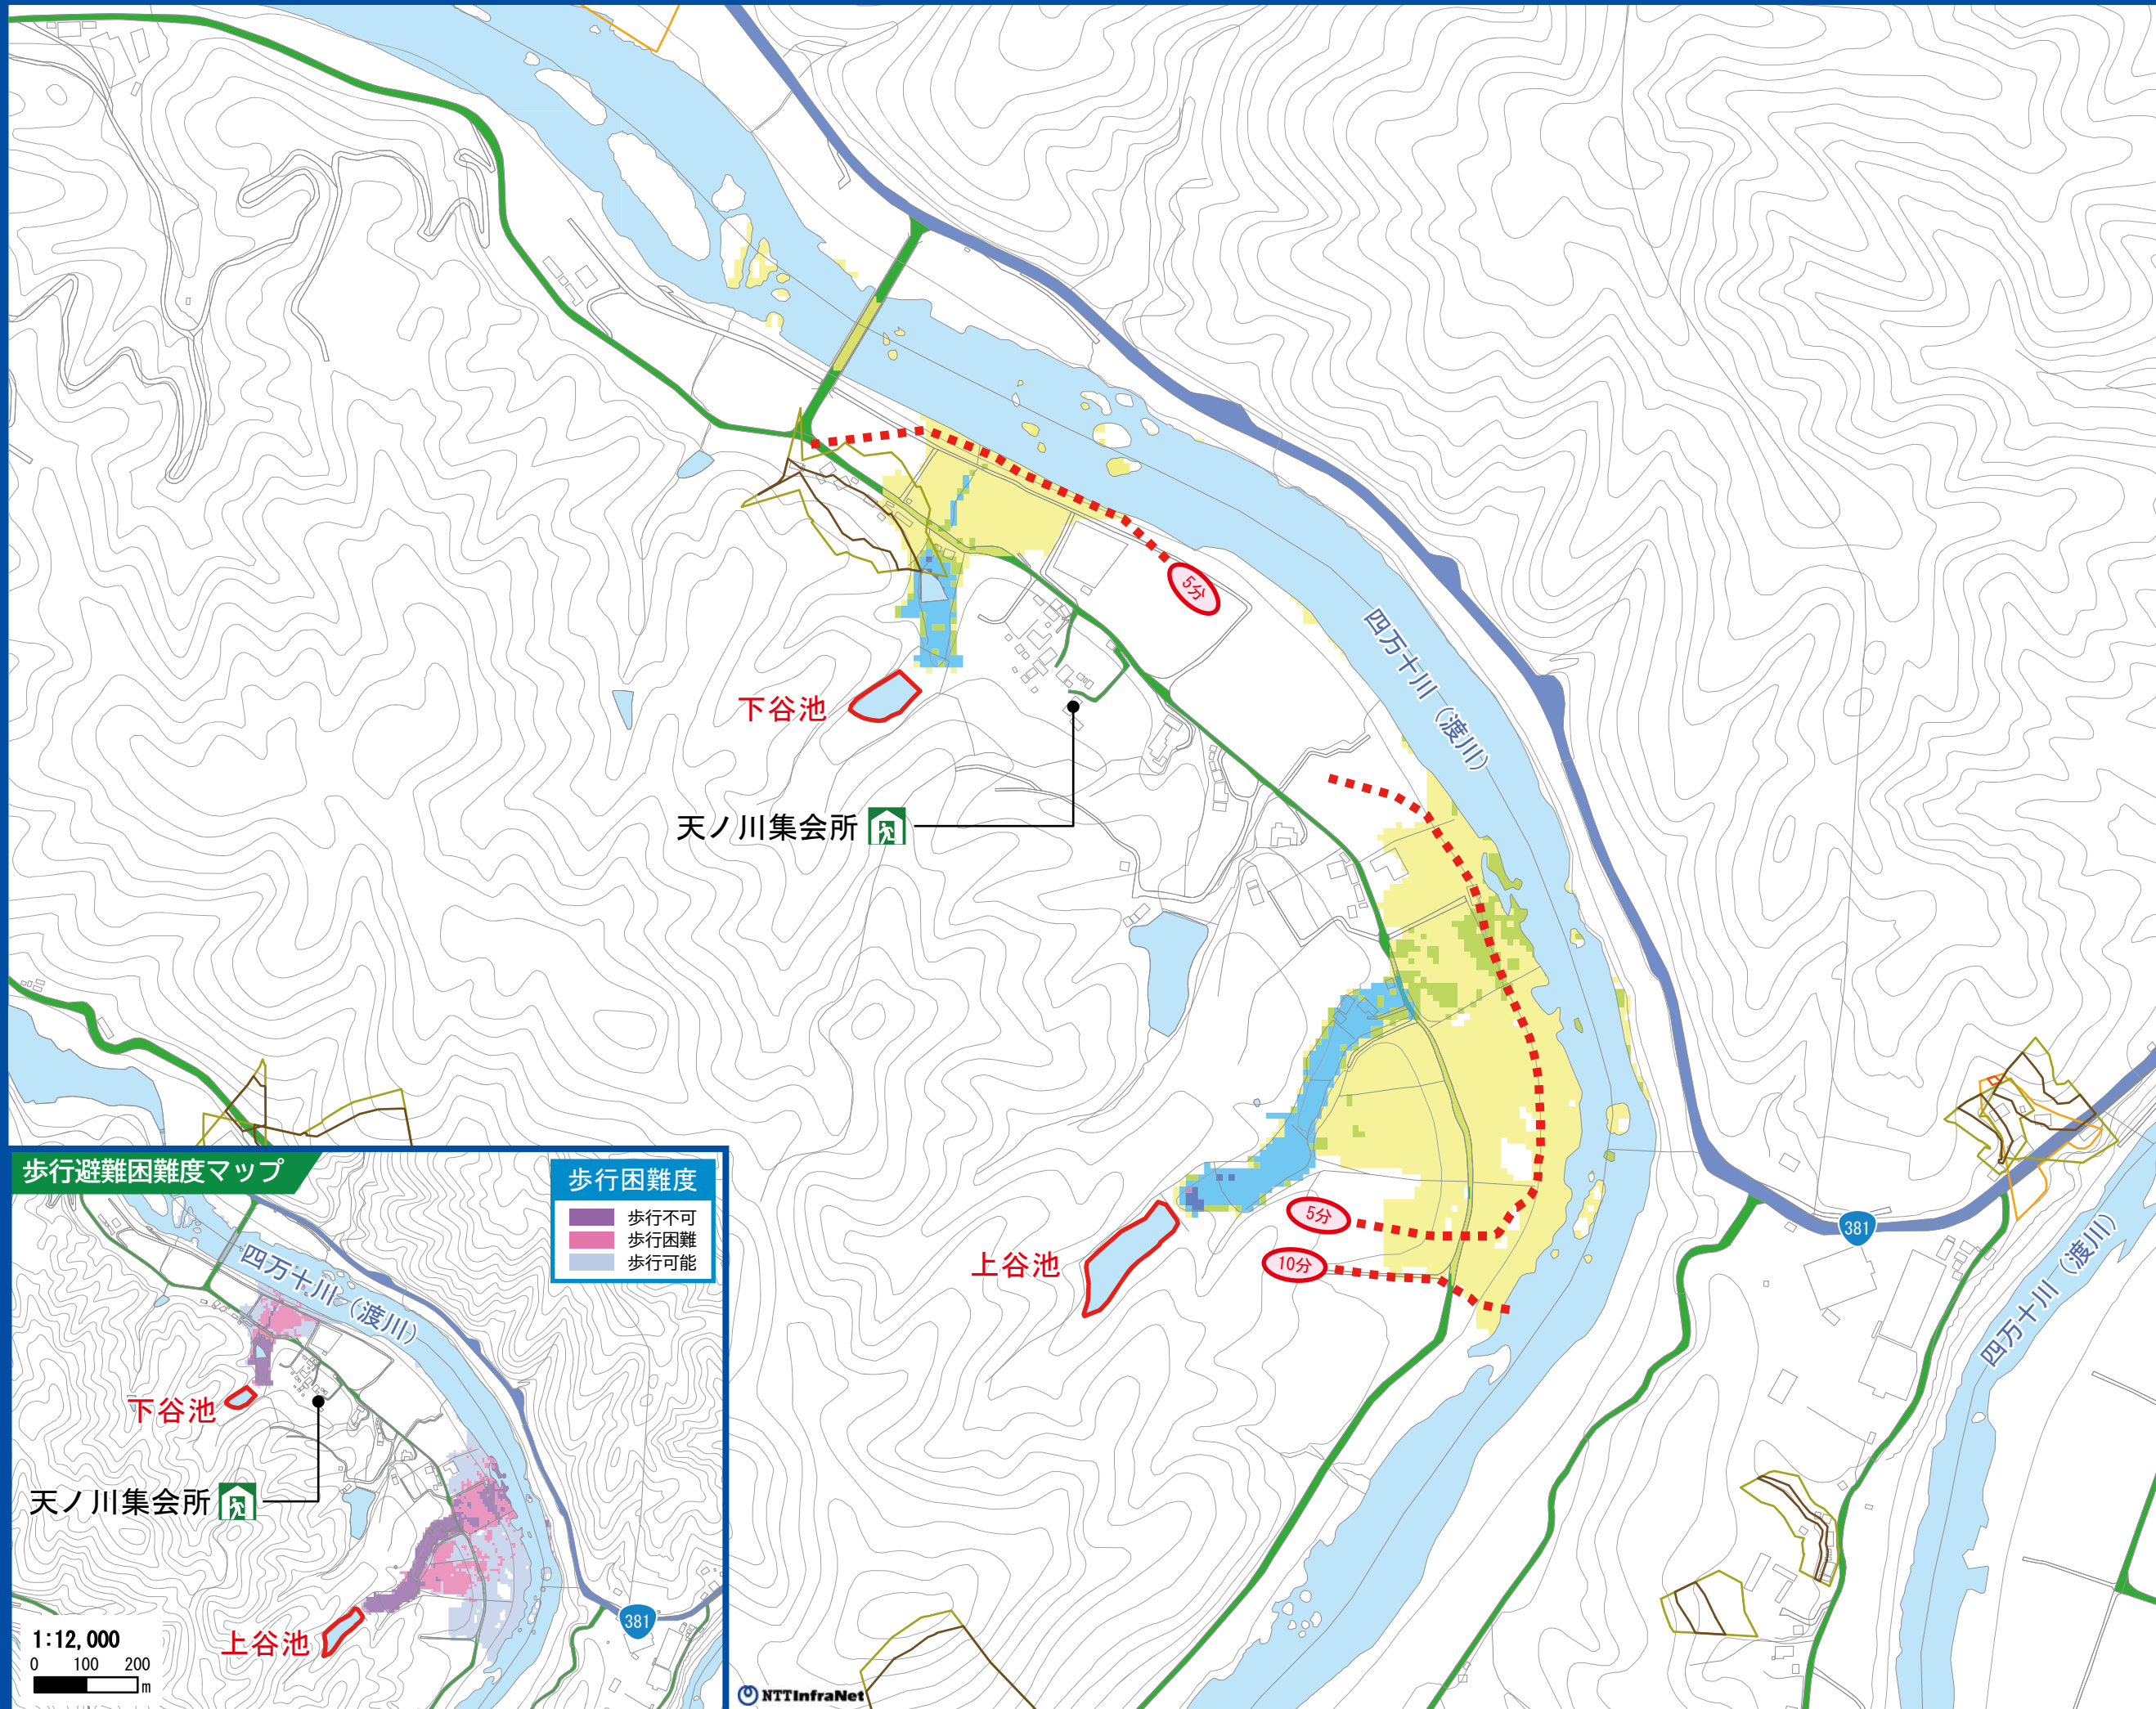 5分
四万十川（渡川）
下谷池
天ノ川集会所
5分
10分
上谷池
381
四万十川（渡川）
歩行避難困難度マップ
歩行困難度
歩行不可
歩行困難
歩行可能
四万十川（渡川）
下谷池
天ノ川集会所
上谷池
381
1:12,000
0 100 200
m
NTTInfraNet